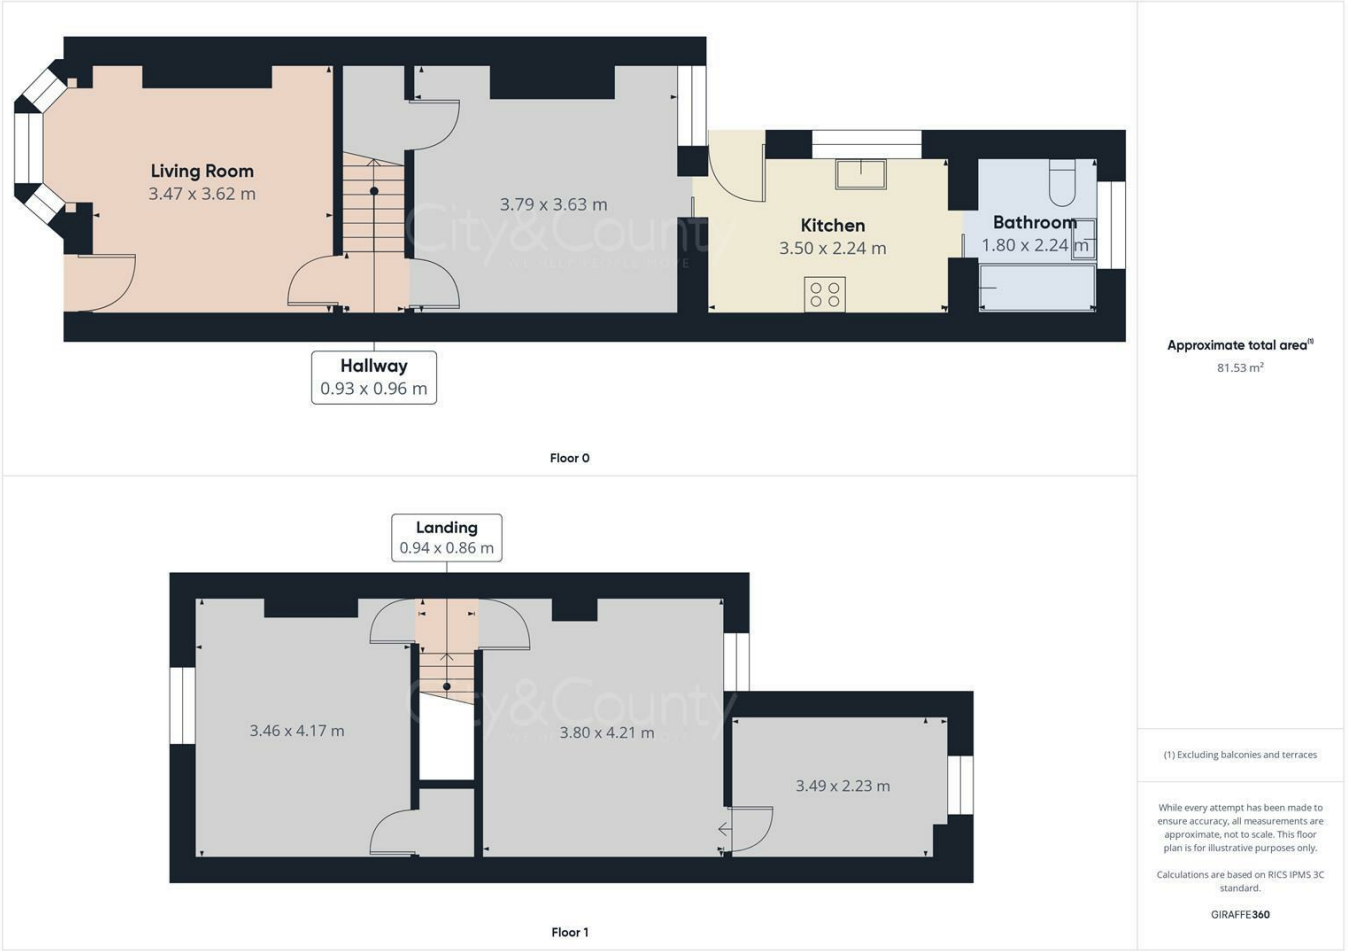 Living Room
3.47 x 3.62 m
3.79 x 3.63 m
Kitchen
3.50 x 2.24 m
Bathroom
1.80 x 2.24 m
City&County
Hallway
0.93 x 0.96 m
Floor 0
Landing
0.94 x 0.86 m
3.46 x 4.17 m
City&County
3.80 x 4.21 m
3.49 x 2.23 m
Floor 1
Approximate total area(1)
81.53 m²
(1) Excluding balconies and terraces
While every attempt has been made to
ensure accuracy, all measurements are
approximate, not to scale. This floor
plan is for illustrative purposes only.
Calculations are based on RICS IPMS 3C
standard.
GIRAFFE360